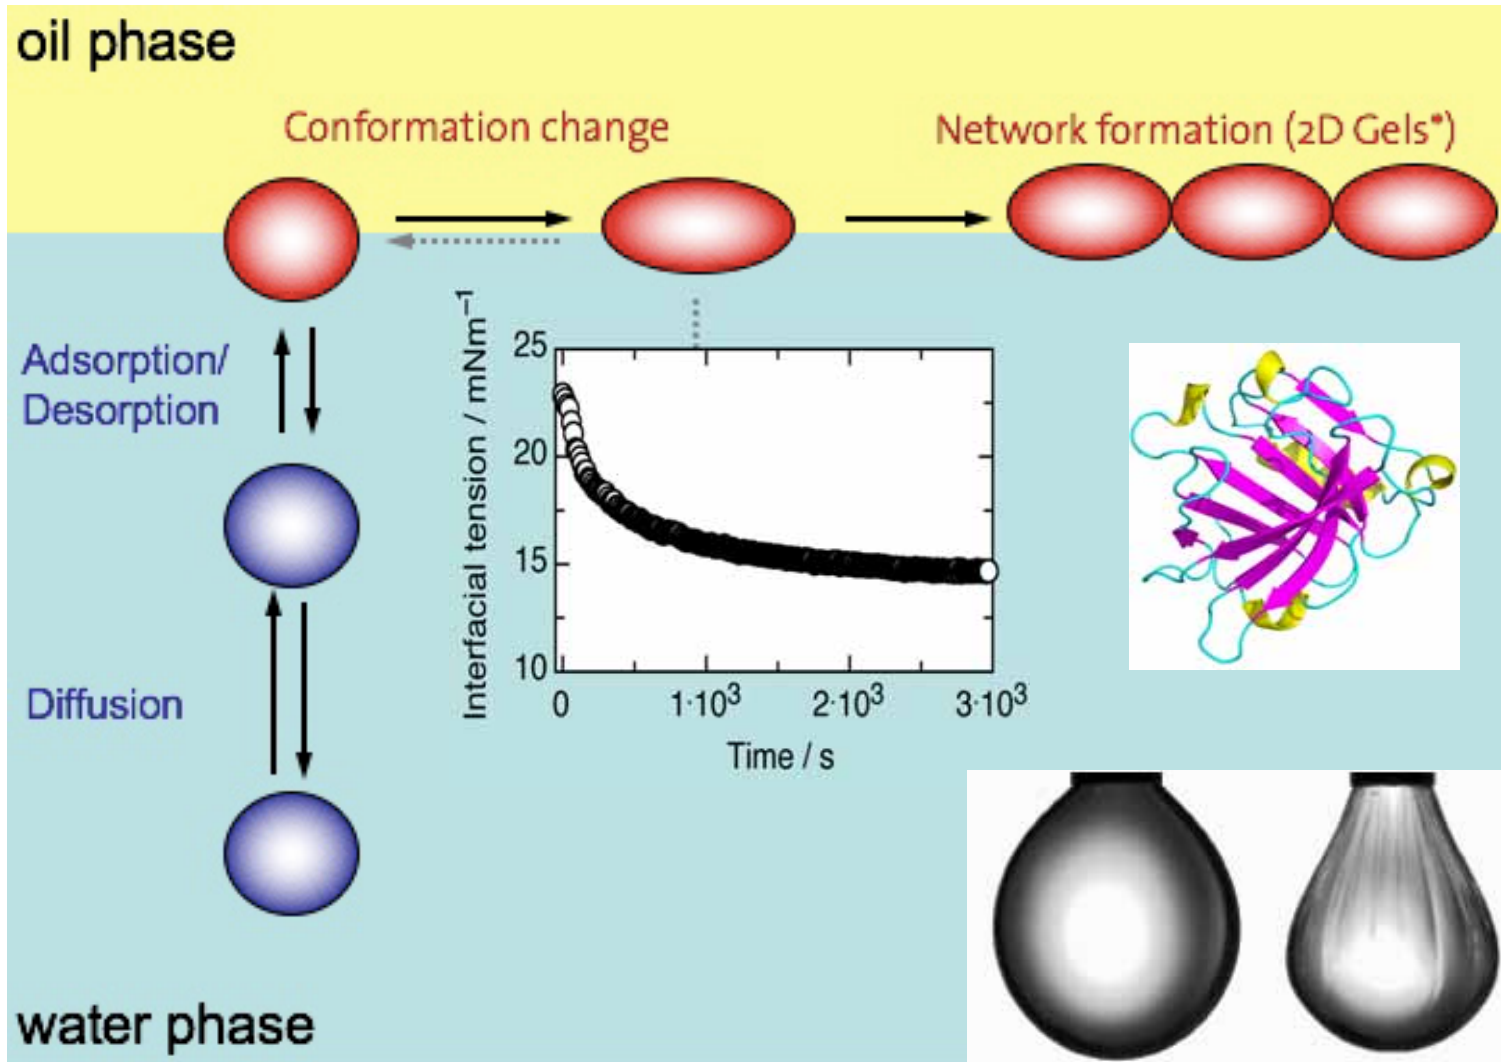 oil phase
Conformation change
Network formation (2D Gels*)
Adsorption/
Desorption
Diffusion
Interfacial tension / mNm⁻¹
25
20
15
10
0
1·10³
2·10³
3·10³
Time / s
water phase